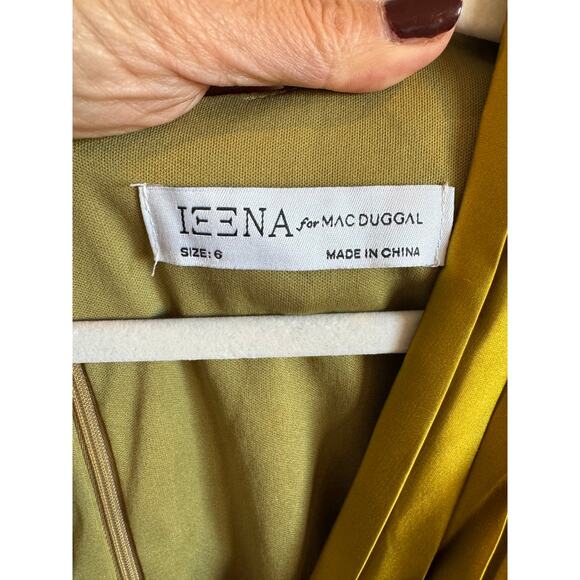 IEENA for MAC DUGGAL
SIZE: 6 MADE IN CHINA